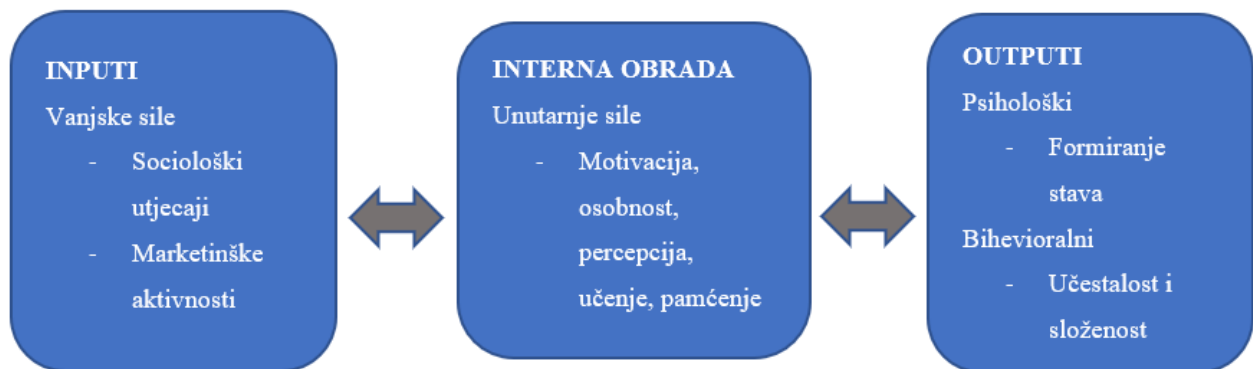 INPUTI
Vanjske sile
- Sociološki
utjecaji
- Marketinške
aktivnosti
INTERNA OBRADA
Unutarnje sile
- Motivacija,
osobnost,
percepcija,
učenje, pamćenje
OUTPUTI
Psihološki
- Formiranje
stava
Bihevioralni
- Učestalost i
složenost